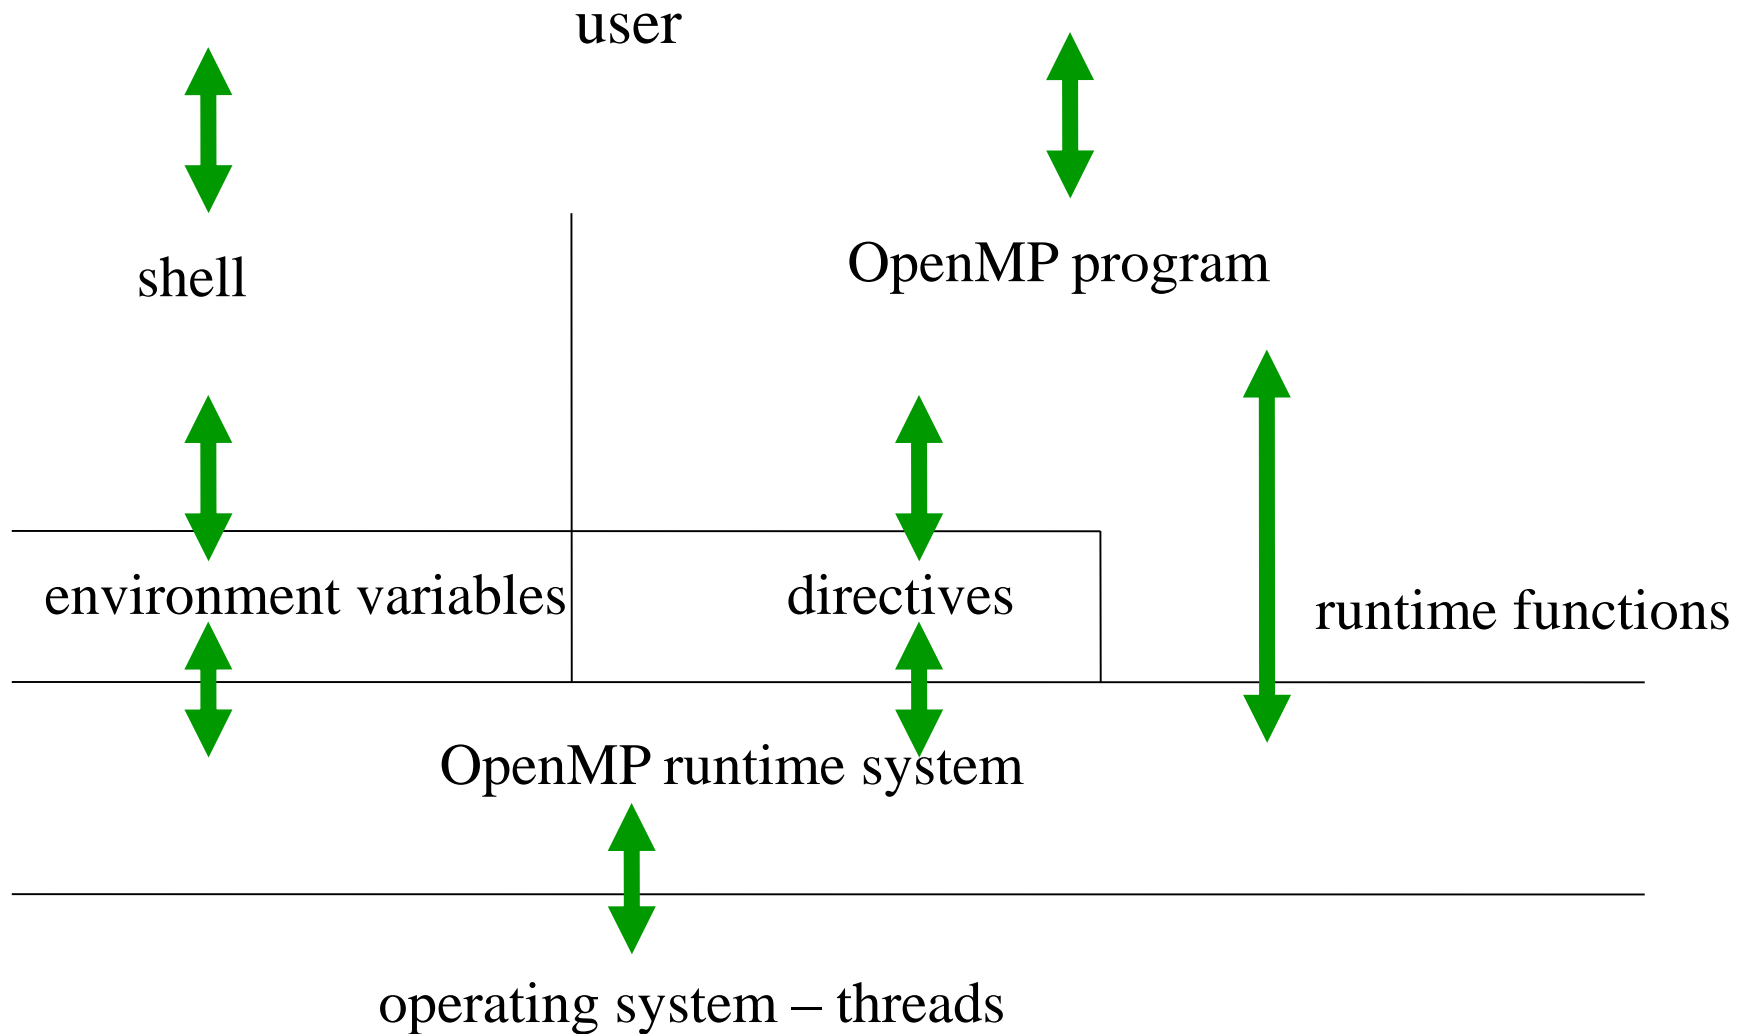 user
shell
OpenMP program
environment variables
directives
runtime functions
OpenMP runtime system
operating system – threads